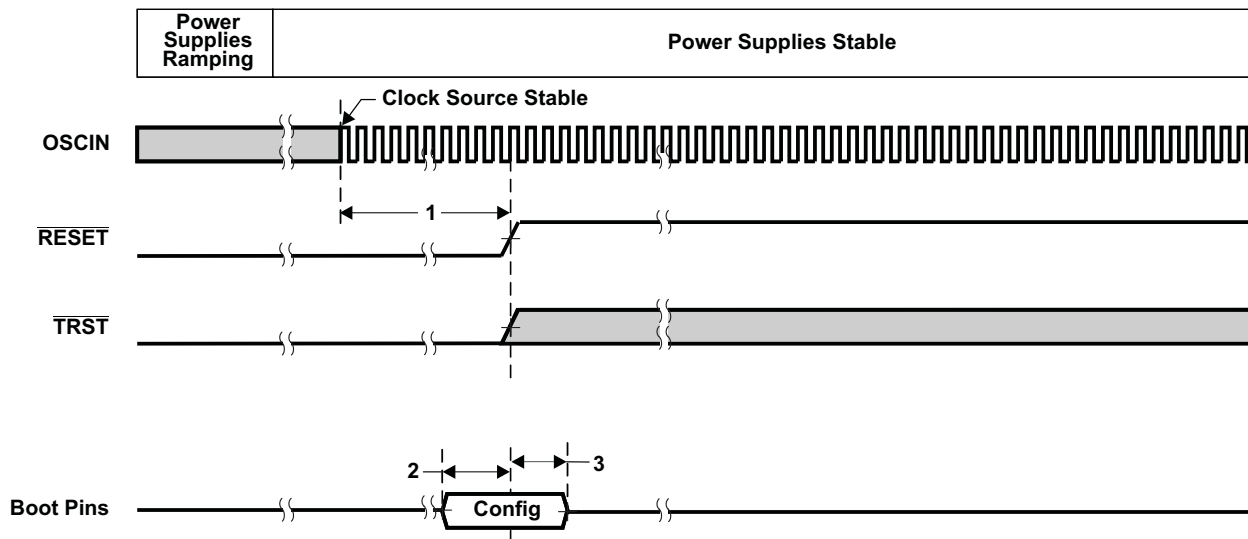 Power
Supplies
Ramping
Power Supplies Stable
Clock Source Stable
OSCIN
1
RESET
TRST
2
3
Boot Pins
Config